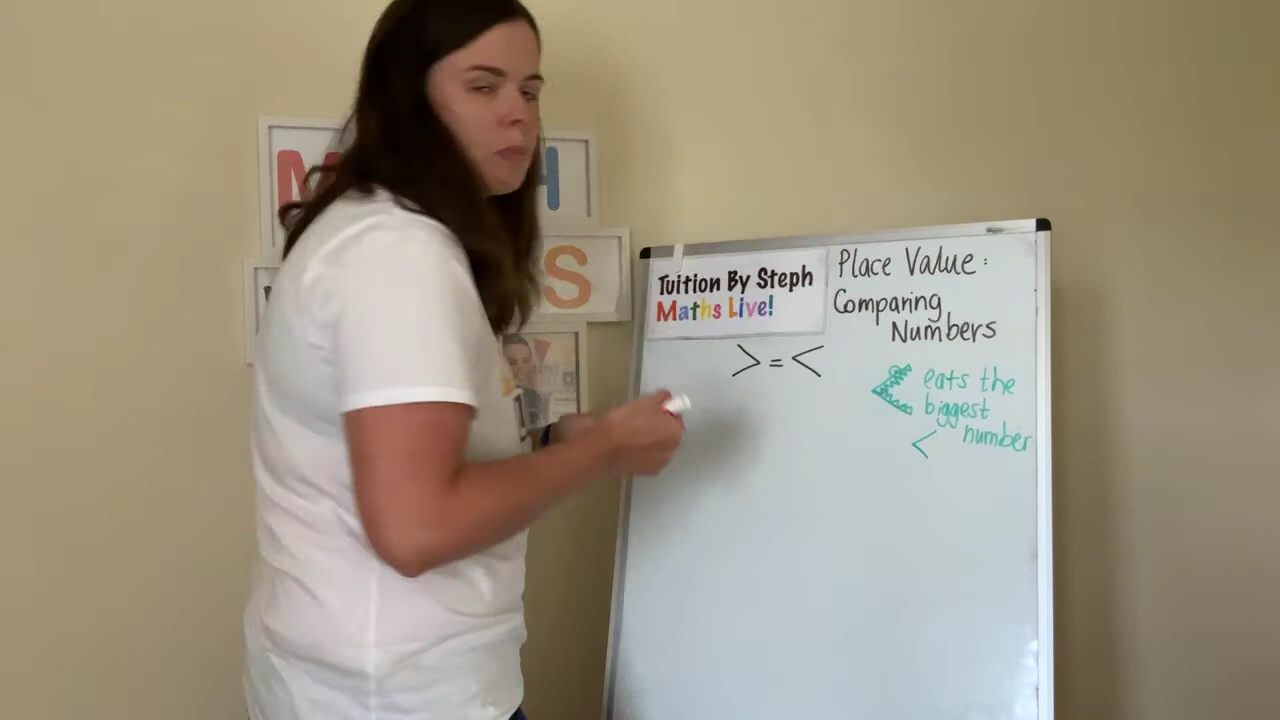 M H
S
Tuition By Steph
Maths Live!
Place Value:
Comparing
Numbers
> = <
eats the
biggest
number
<